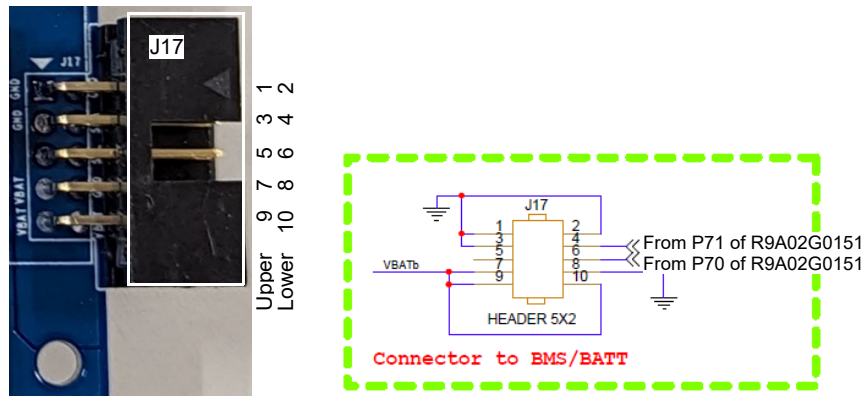 J17
J17
GND
GND
VBAT VBAT
1 2
3 4
5 6
7 8
9 10
Upper
Lower
J17
1 2
3 4
5 6
7 8
9 10
VBATb
From P71 of R9A02G0151
From P70 of R9A02G0151
HEADER 5X2
Connector to BMS/BATT